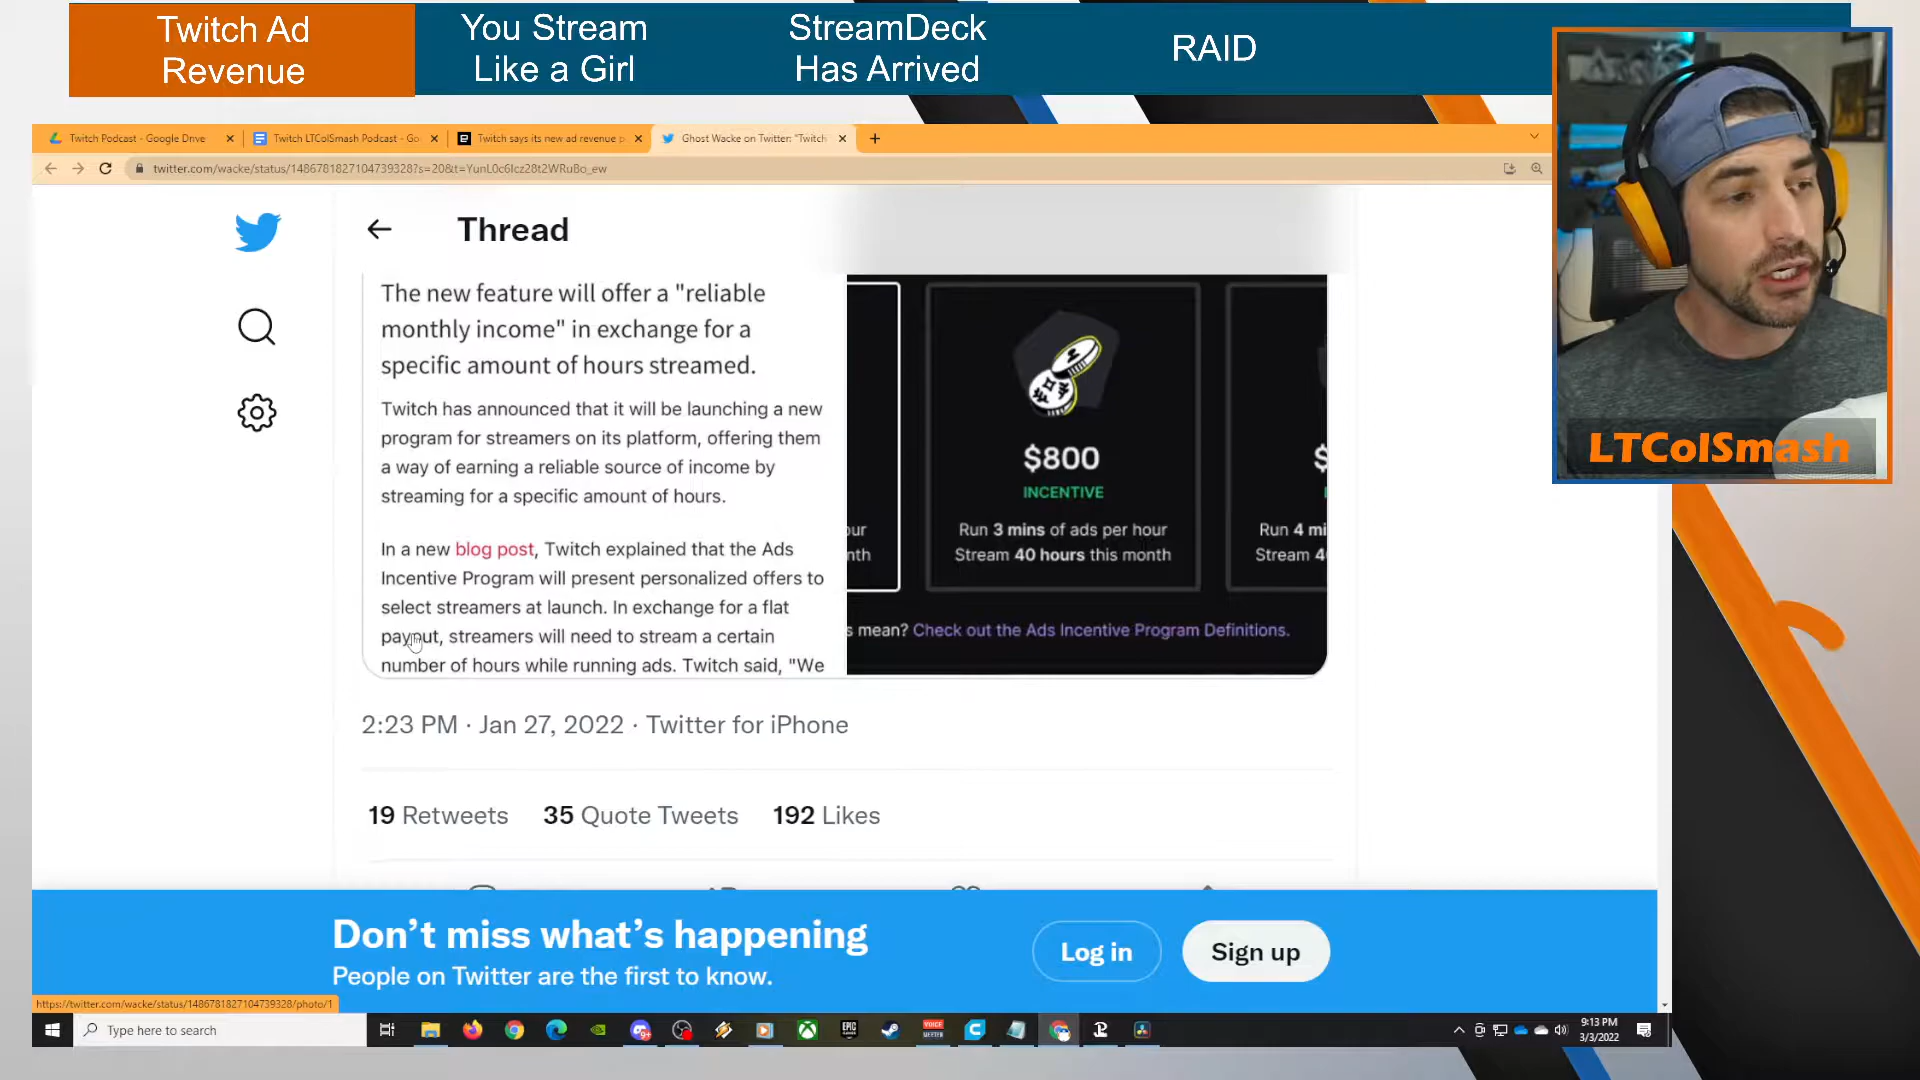 Twitch Ad
Revenue
You Stream
Like a Girl
StreamDeck
Has Arrived
RAID
Twitch Podcast - Google Drive
Twitch LTColSmash Podcast - Go
Twitch says its new ad revenue p
Ghost Wacke on Twitter: "Twitch
Thread
The new feature will offer a "reliable
monthly income" in exchange for a
specific amount of hours streamed.
Twitch has announced that it will be launching a new
program for streamers on its platform, offering them
a way of earning a reliable source of income by
streaming for a specific amount of hours.
In a new blog post, Twitch explained that the Ads
Incentive Program will present personalized offers to
select streamers at launch. In exchange for a flat
payout, streamers will need to stream a certain
number of hours while running ads. Twitch said, "We
our
nth
$800
INCENTIVE
Run 3 mins of ads per hour
Stream 40 hours this month
$
Run 4 mi
Stream 4
s mean? Check out the Ads Incentive Program Definitions.
2:23 PM · Jan 27, 2022 · Twitter for iPhone
19 Retweets 35 Quote Tweets 192 Likes
Don't miss what's happening
People on Twitter are the first to know.
Log in
Sign up
https://twitter.com/wacke/status/1486781827104739328/photo/1
Type here to search
9:13 PM
3/3/2022
LTColSmash